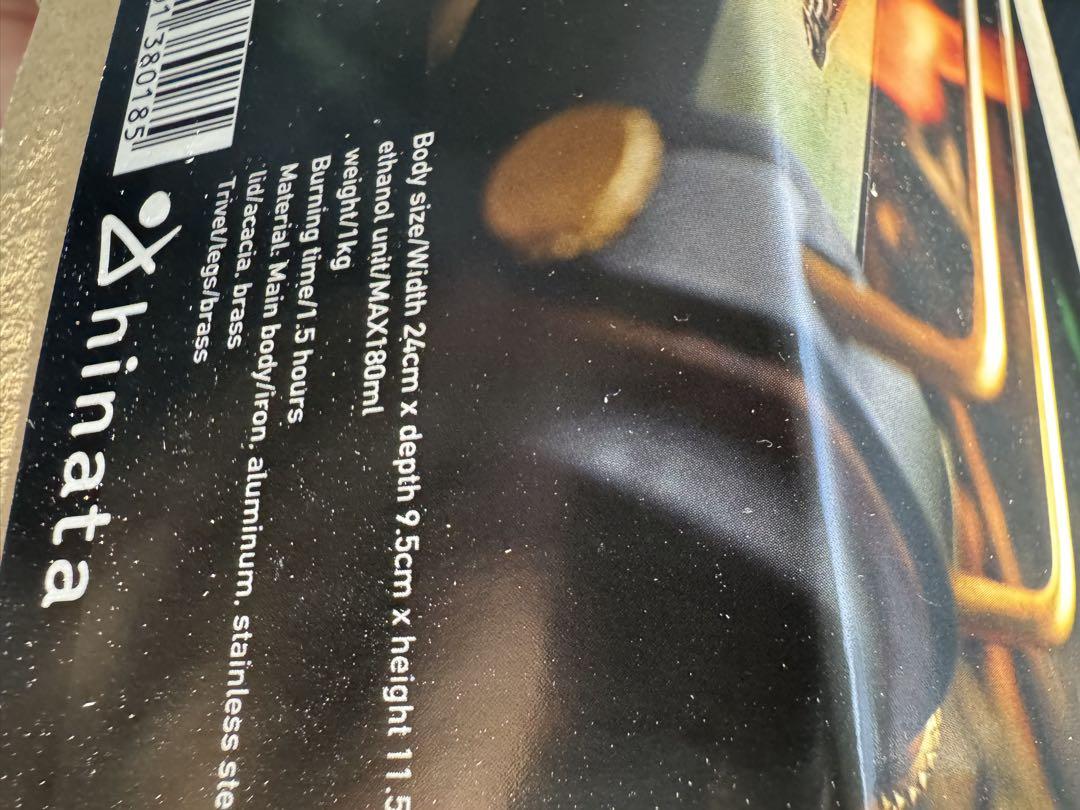 Body size/Width 24cm x depth 9.5cm x height 11.5
ethanol unit/MAX180ml
weight/1kg
Burning time/1.5 hours
Material: Main body/iron, aluminum. stainless ste
lid/acacia. brass
Trivet/legs/brass
380185
hinata